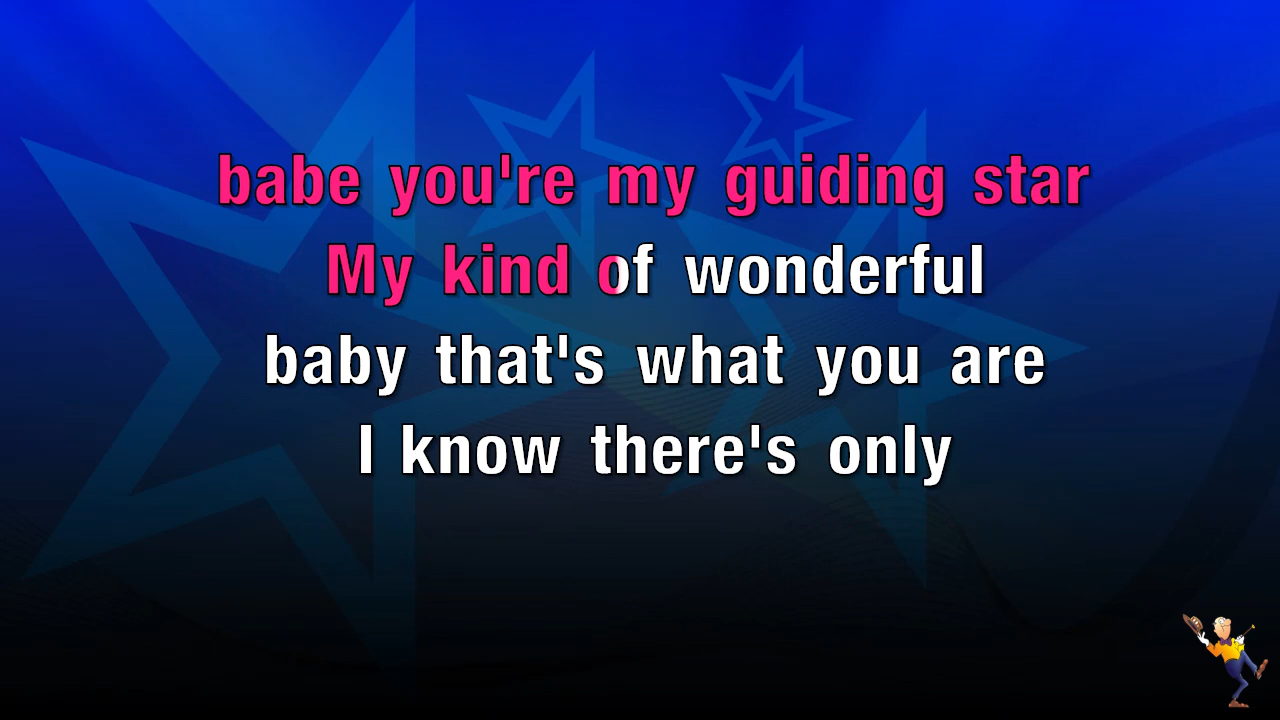 babe you're my guiding star
My kind of wonderful
baby that's what you are
I know there's only